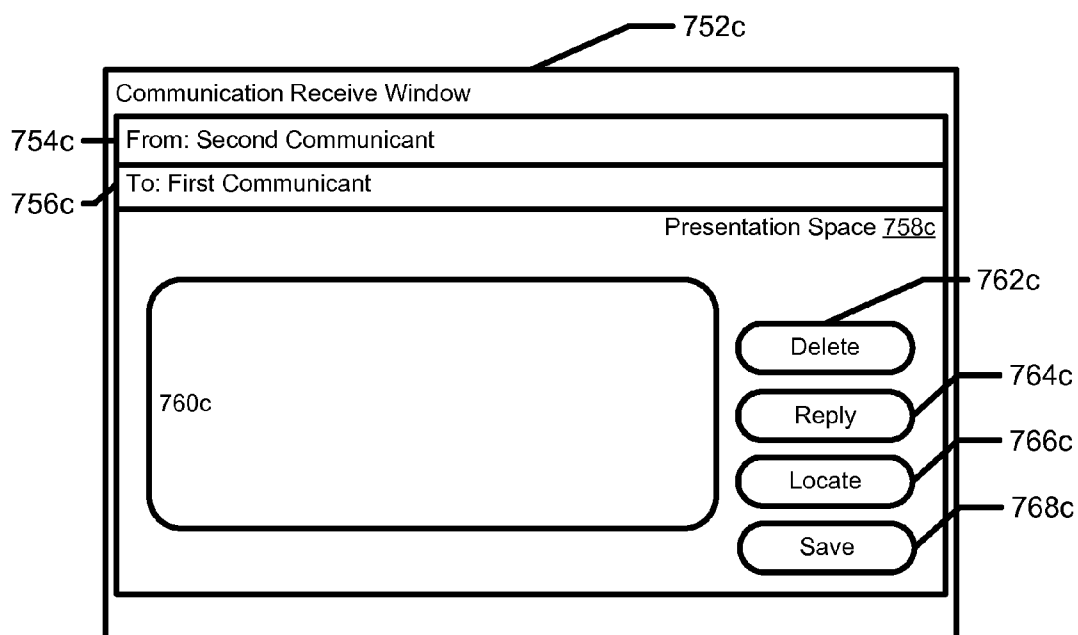 752c
Communication Receive Window
754c
From: Second Communicant
756c
To: First Communicant
Presentation Space 758c
762c
Delete
764c
760c
Reply
766c
Locate
768c
Save